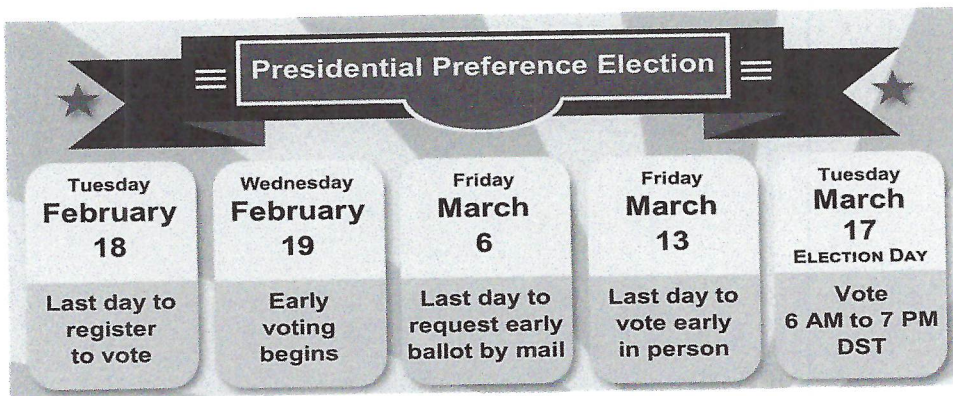 Presidential Preference Election
Tuesday
February
18
Last day to
register
to vote
Wednesday
February
19
Early
voting
begins
Friday
March
6
Last day to
request early
ballot by mail
Friday
March
13
Last day to
vote early
in person
Tuesday
March
17
ELECTION DAY
Vote
6 AM to 7 PM
DST